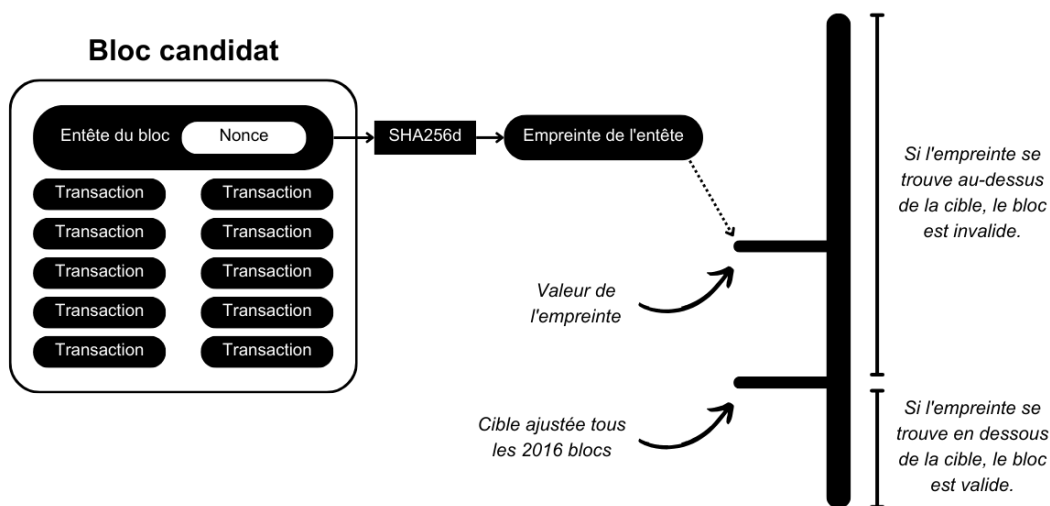 Bloc candidat
Entête du bloc
Nonce
SHA256d
Empreinte de l'entête
Transaction
Transaction
Transaction
Transaction
Transaction
Transaction
Transaction
Transaction
Transaction
Transaction
Valeur de
l'empreinte
Cible ajustée tous
les 2016 blocs
Si l'empreinte se
trouve au-dessus
de la cible, le bloc
est invalide.
Si l'empreinte se
trouve en dessous
de la cible, le bloc
est valide.